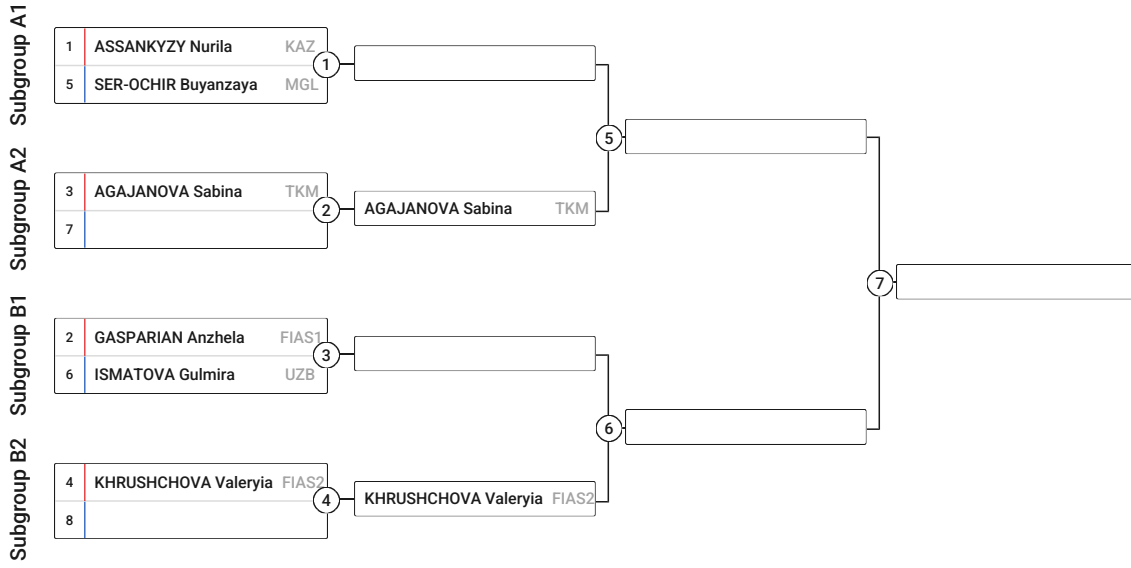 Subgroup A1
1 ASSANKYZY Nurila KAZ
5 SER-OCHIR Buyanzaya MGL
1
Subgroup A2
3 AGAJANOVA Sabina TKM
7
2
AGAJANOVA Sabina TKM
5
Subgroup B1
2 GASPARIAN Anzhela FIAS1
6 ISMATOVA Gulmira UZB
3
Subgroup B2
4 KHRUSHCHOVA Valeryia FIAS2
8
4
KHRUSHCHOVA Valeryia FIAS2
6
7